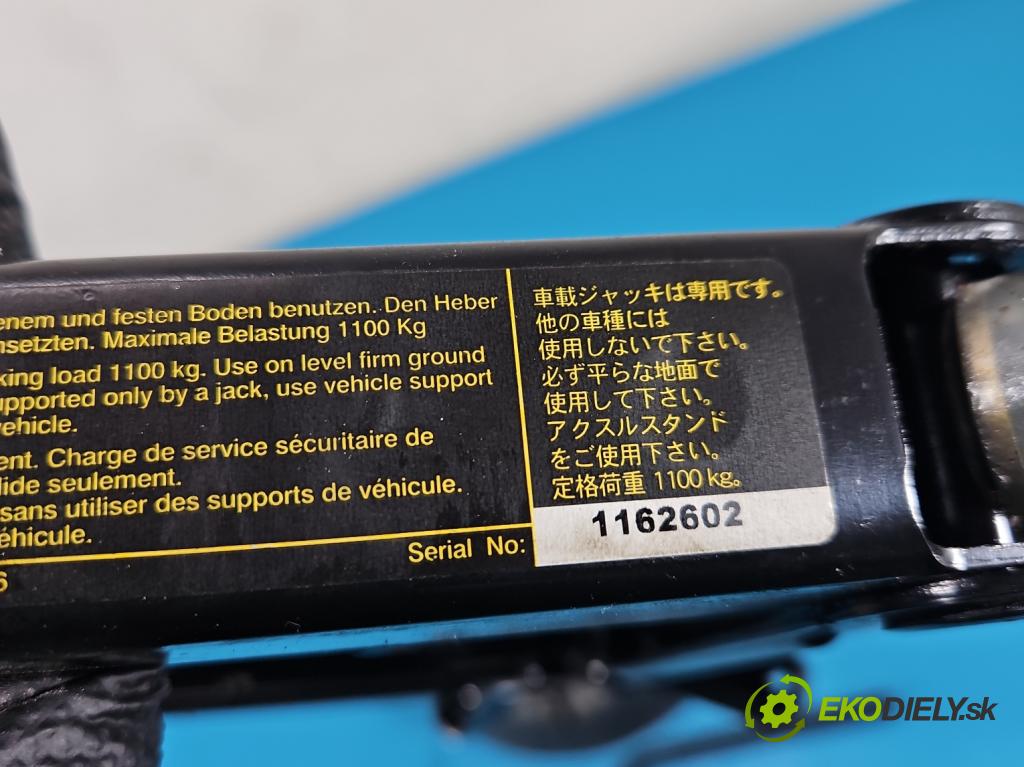 enem und festen Boden benutzen. Den Heber
nsetzten. Maximale Belastung 1100 Kg
king load 1100 kg. Use on level firm ground
upported only by a jack, use vehicle support
ehicle.
ent. Charge de service sécuritaire de
lide seulement.
sans utiliser des supports de véhicule.
éhicule.
6
Serial No:
車載ジャッキは専用です。
他の車種には
使用しないで下さい。
必ず平らな地面で
使用して下さい。
アクスルスタンド
をご使用下さい。
定格荷重 1100 kg。
1162602
EKODIELY.sk